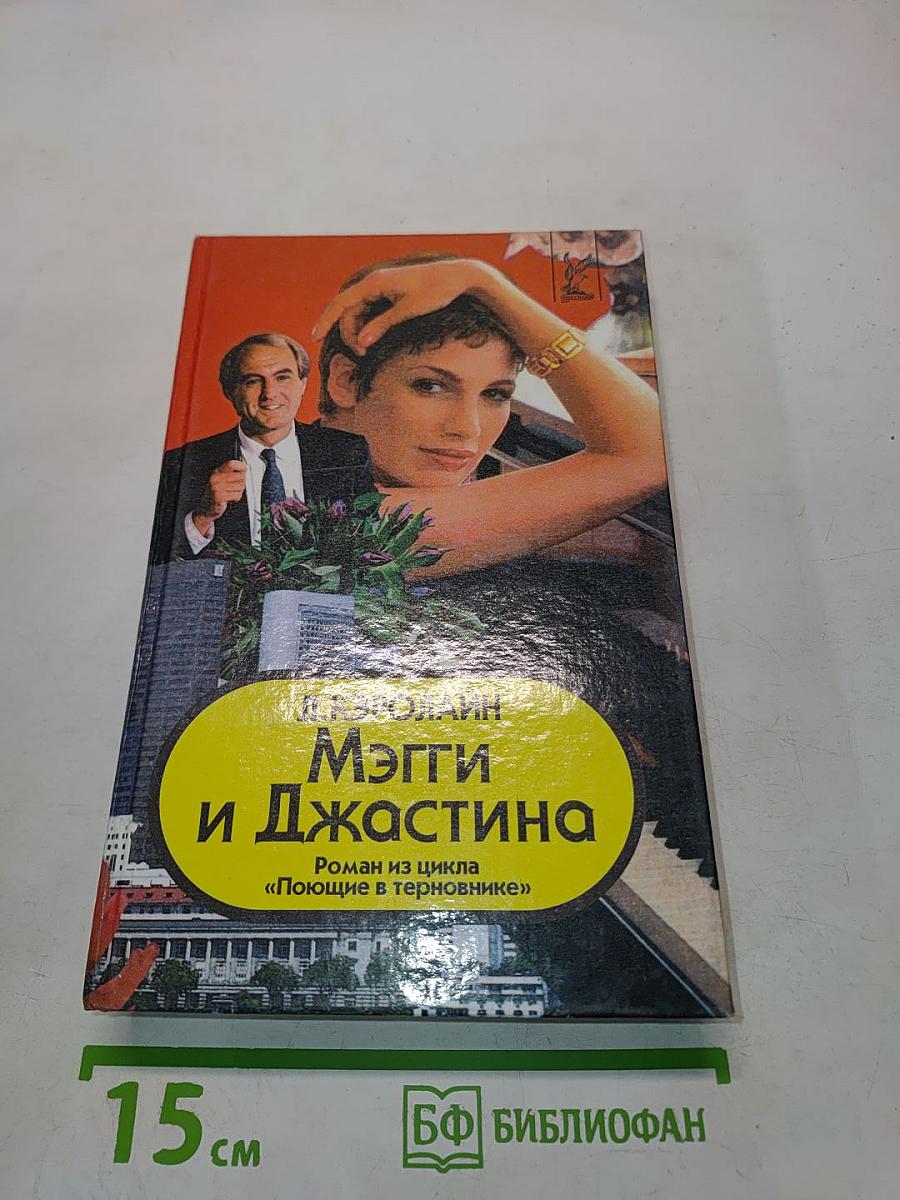 Д. КЭРОЛАЙН
Мэгги
и Джастина
Роман из цикла
«Поющие в терновнике»
15 см
БФ БИБЛИОФАН